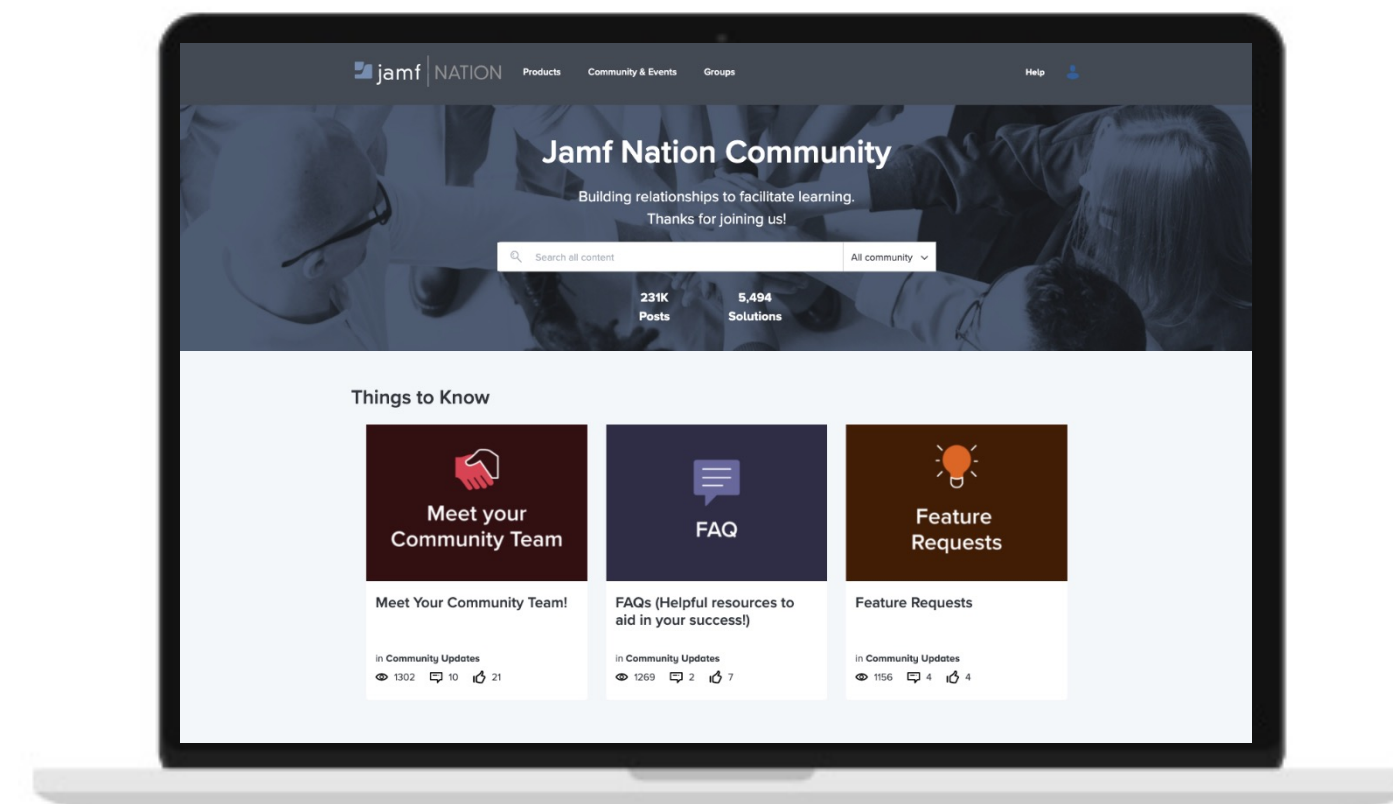 jamf NATION Products Community & Events Groups Help
Jamf Nation Community
Building relationships to facilitate learning.
Thanks for joining us!
Search all content All community
231K 5,494
Posts Solutions
Things to Know
Meet your
Community Team
FAQ
Feature
Requests
Meet Your Community Team!
FAQs (Helpful resources to
aid in your success!)
Feature Requests
in Community Updates
1302 10 21
in Community Updates
1269 2 7
in Community Updates
1156 4 4